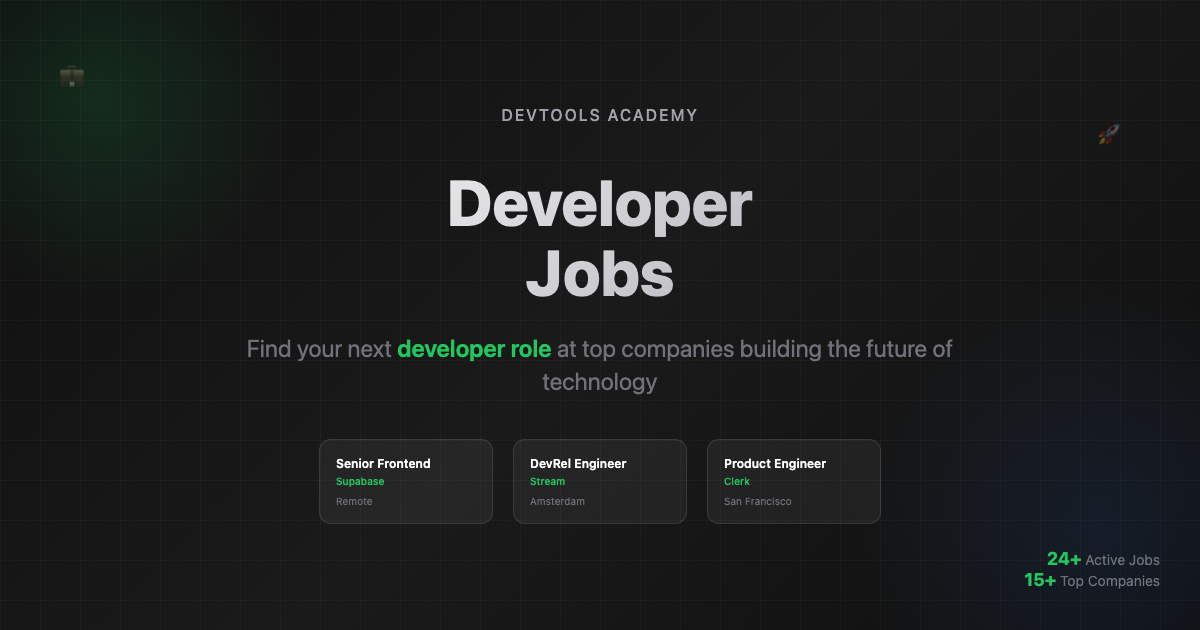 DEVTOOLS ACADEMY
Developer
Jobs
Find your next developer role at top companies building the future of
technology
Senior Frontend
Supabase
Remote
DevRel Engineer
Stream
Amsterdam
Product Engineer
Clerk
San Francisco
24+ Active Jobs
15+ Top Companies